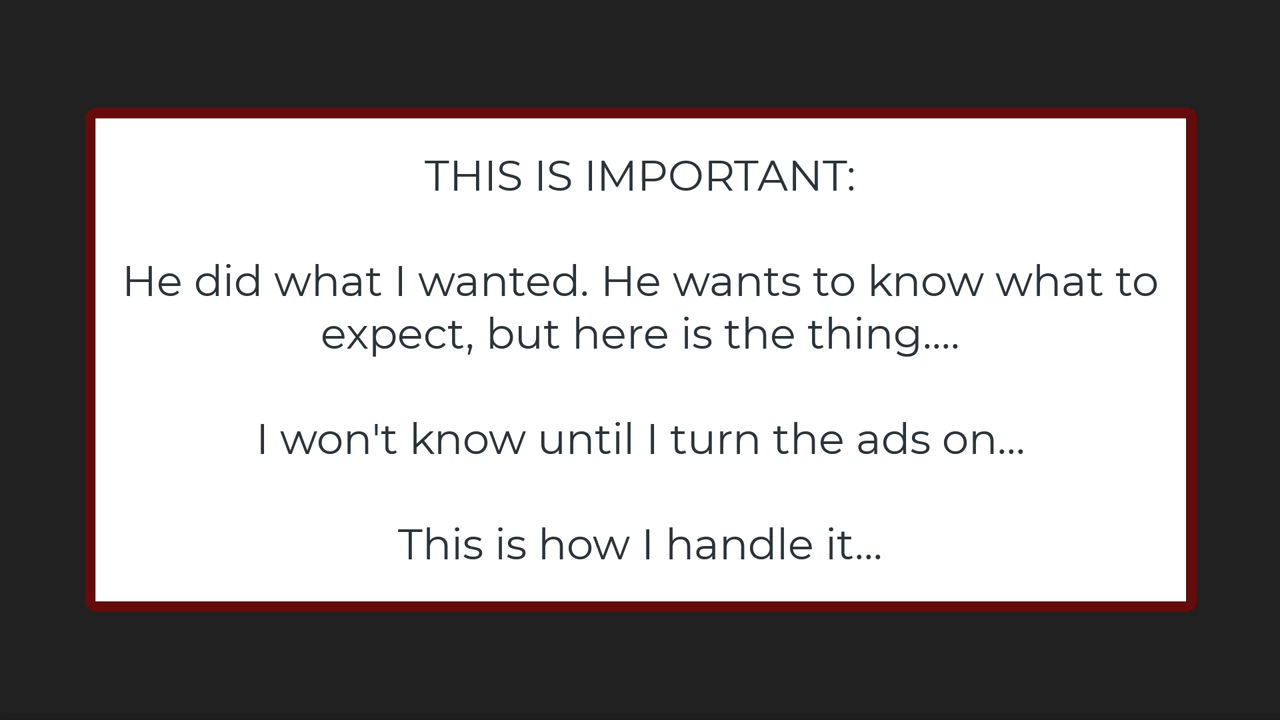 THIS IS IMPORTANT:
He did what I wanted. He wants to know what to
expect, but here is the thing....
I won't know until I turn the ads on...
This is how I handle it...